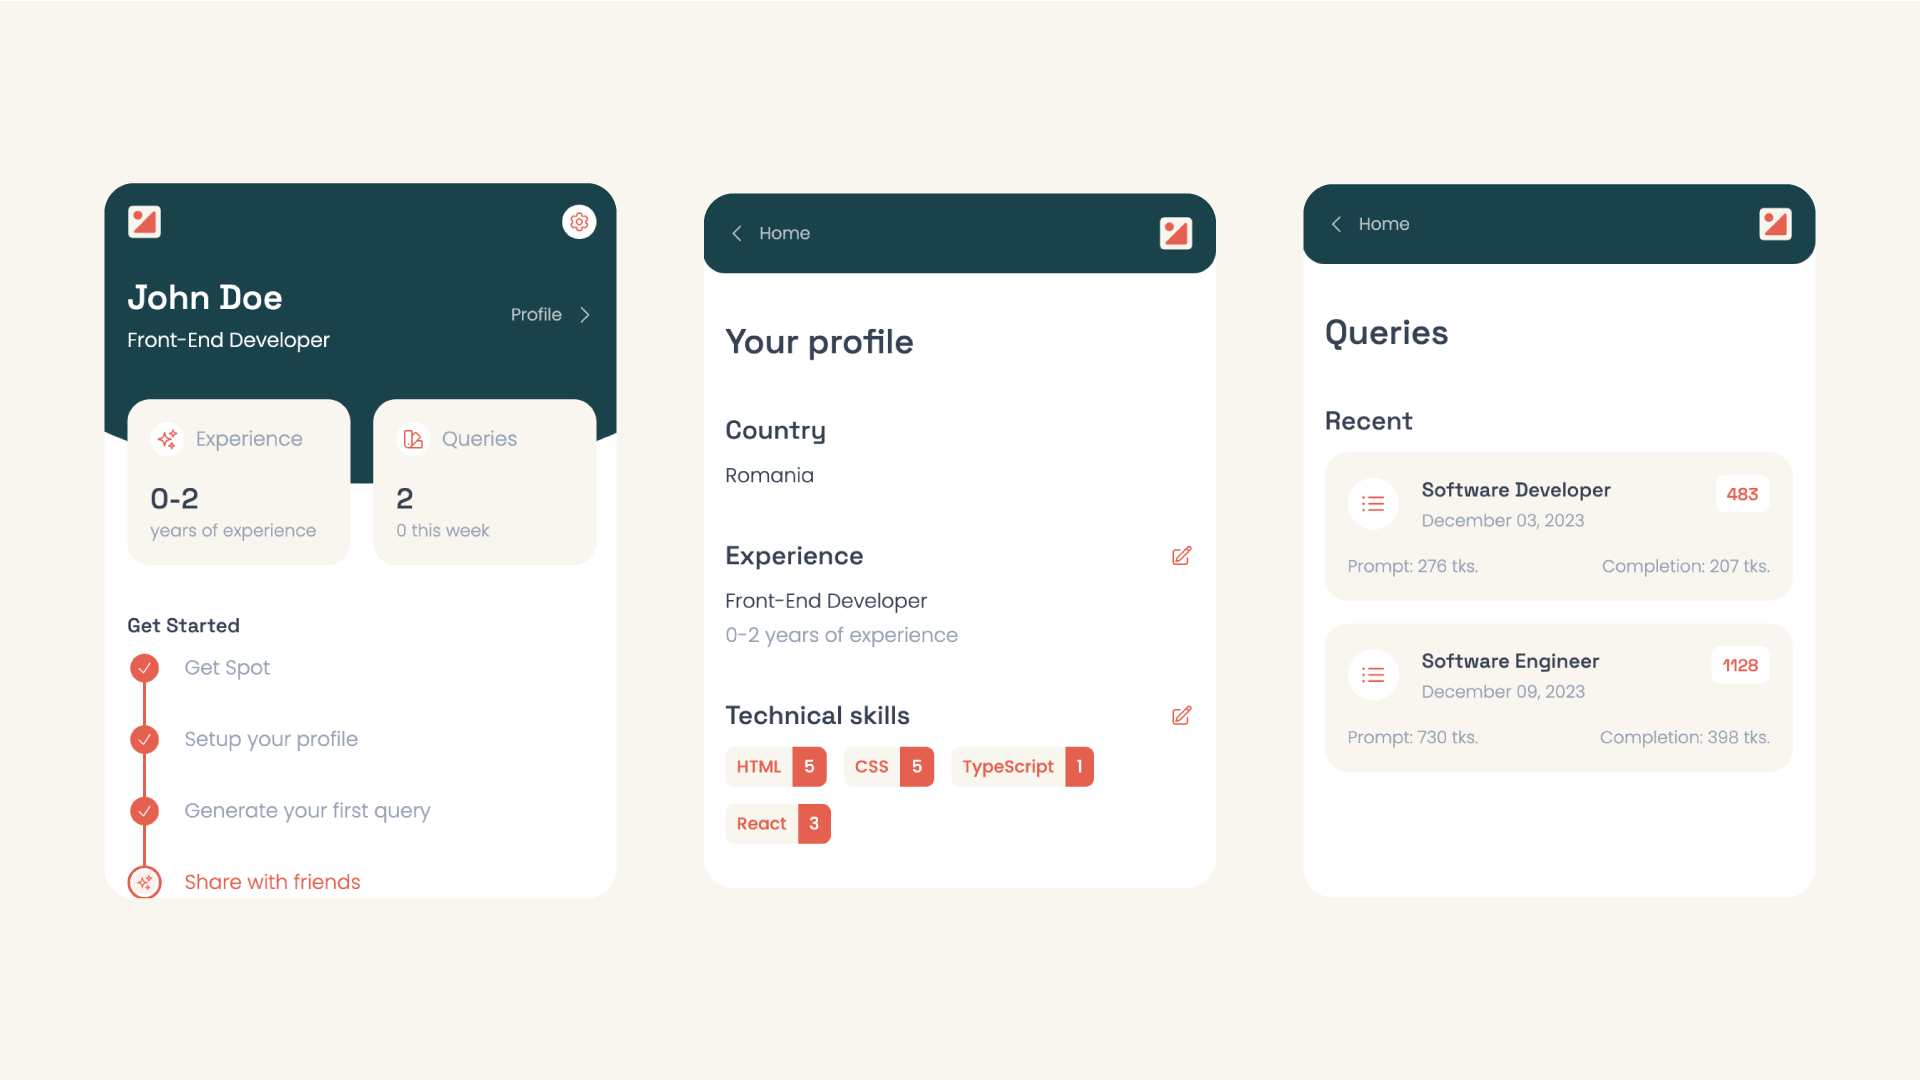 John Doe
Front-End Developer
Profile
Experience
0-2
years of experience
Queries
2
0 this week
Get Started
Get Spot
Setup your profile
Generate your first query
Share with friends
Home
Your profile
Country
Romania
Experience
Front-End Developer
0-2 years of experience
Technical skills
HTML 5 CSS 5 TypeScript 1
React 3
Home
Queries
Recent
Software Developer 483
December 03, 2023
Prompt: 276 tks. Completion: 207 tks.
Software Engineer 1128
December 09, 2023
Prompt: 730 tks. Completion: 398 tks.